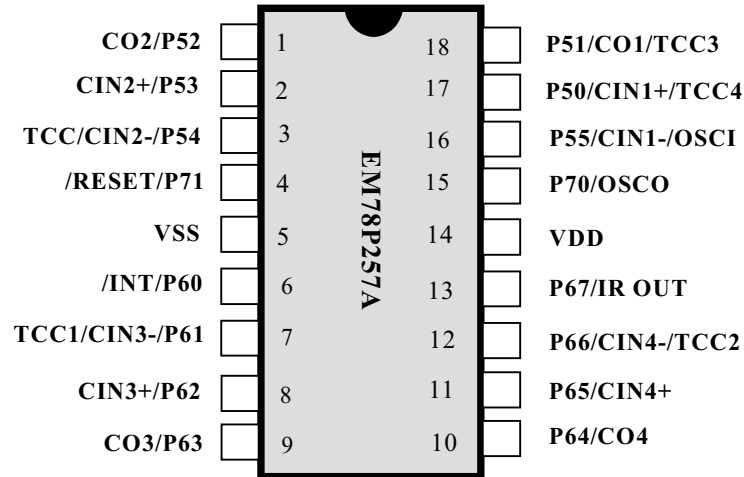 CO2/P52 1 18 P51/CO1/TCC3
CIN2+/P53 2 17 P50/CIN1+/TCC4
TCC/CIN2-/P54 3 16 P55/CIN1-/OSCI
/RESET/P71 4 15 P70/OSCO
VSS 5 14 VDD
/INT/P60 6 13 P67/IR OUT
TCC1/CIN3-/P61 7 12 P66/CIN4-/TCC2
CIN3+/P62 8 11 P65/CIN4+
CO3/P63 9 10 P64/CO4
EM78P257A